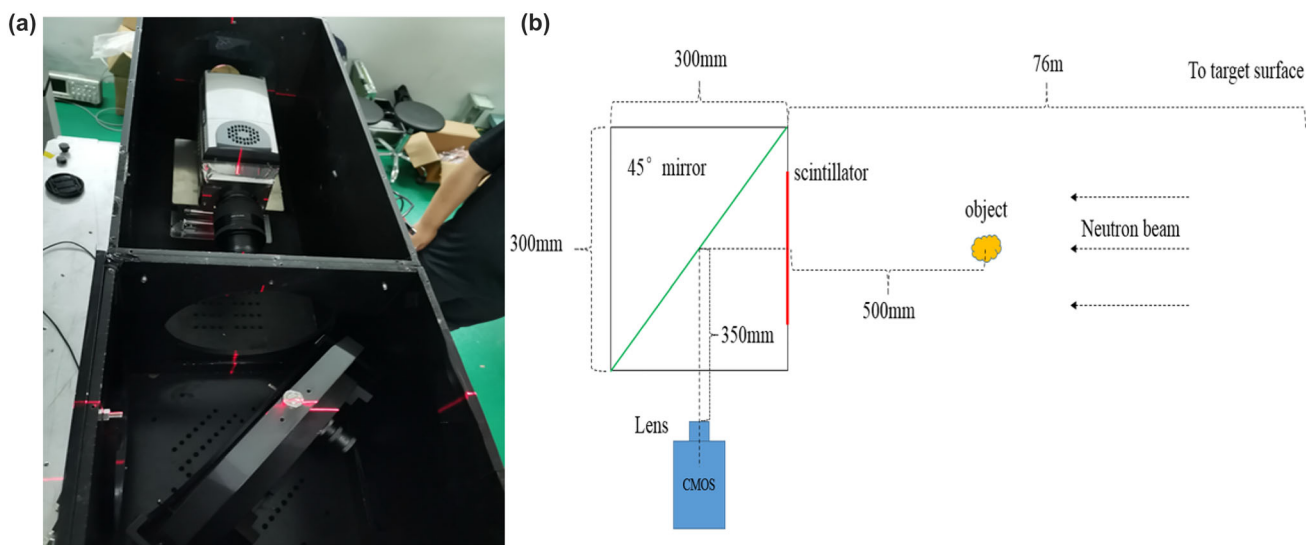 (a)
(b)
300mm
76m
To target surface
45° mirror
scintillator
object
Neutron beam
300mm
500mm
350mm
Lens
CMOS